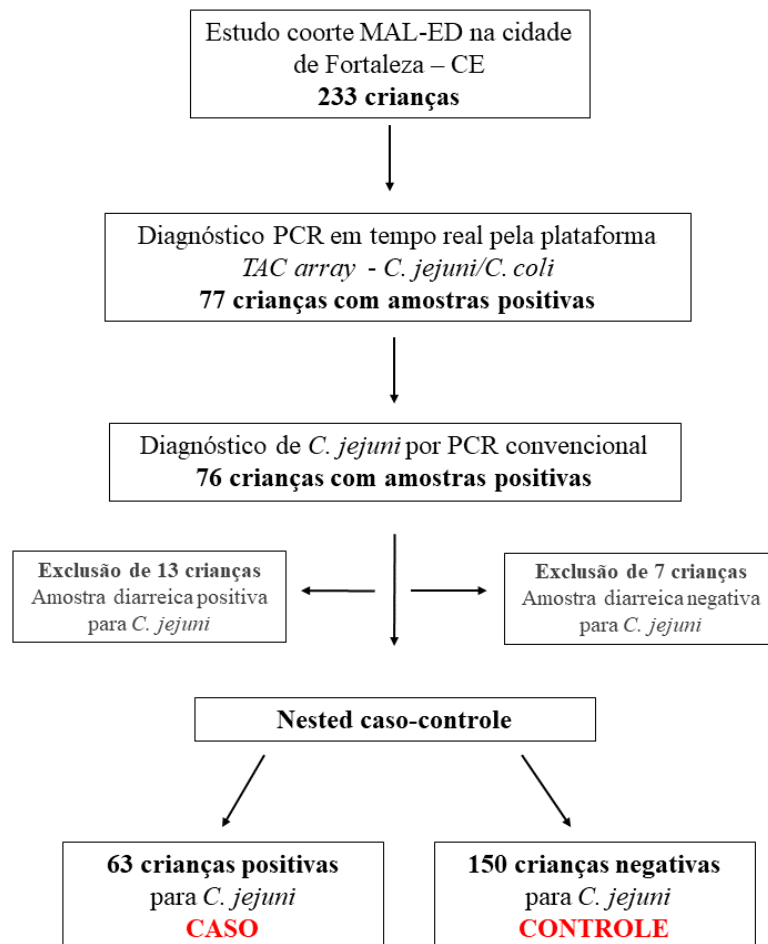 Estudo coorte MAL-ED na cidade
de Fortaleza – CE
233 crianças
Diagnóstico PCR em tempo real pela plataforma
TAC array - C. jejuni/C. coli
77 crianças com amostras positivas
Diagnóstico de C. jejuni por PCR convencional
76 crianças com amostras positivas
Exclusão de 13 crianças
Amostra diarreica positiva
para C. jejuni
Exclusão de 7 crianças
Amostra diarreica negativa
para C. jejuni
Nested caso-controle
63 crianças positivas
para C. jejuni
CASO
150 crianças negativas
para C. jejuni
CONTROLE